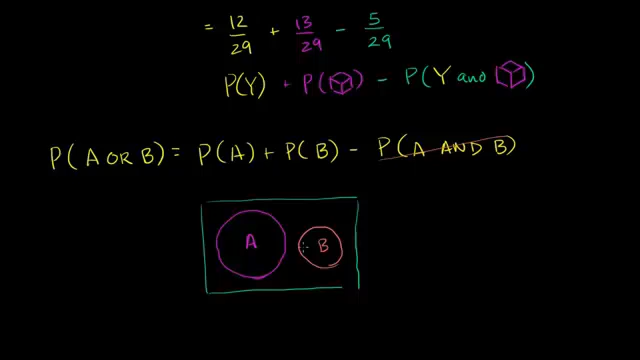 = 12/29 + 13/29 - 5/29
P(Y) + P( ) - P(Y and )
P(A OR B) = P(A) + P(B) - P(A AND B)
A B